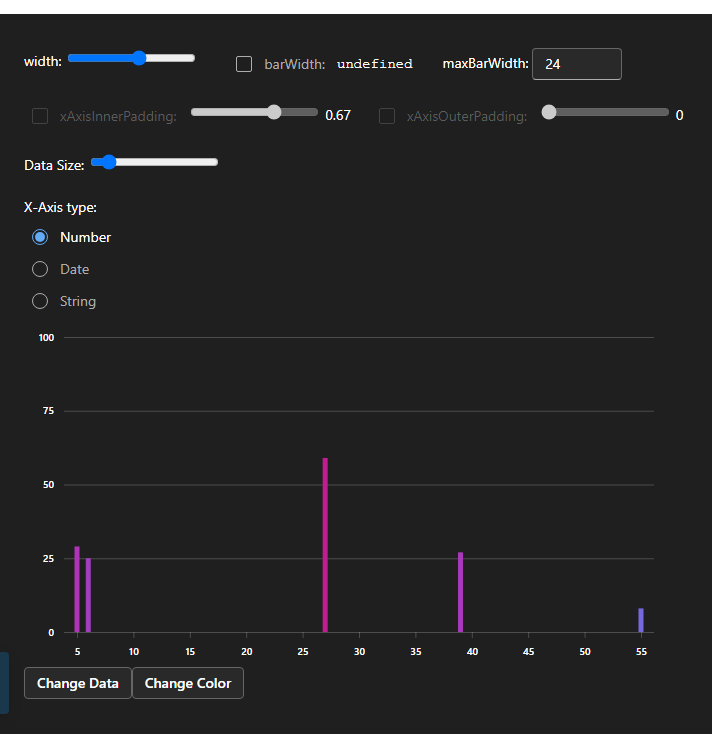 width: barWidth: undefined maxBarWidth: 24
xAxisInnerPadding: 0.67 xAxisOuterPadding: 0
Data Size:
X-Axis type:
Number
Date
String
100
75
50
25
0
5 10 15 20 25 30 35 40 45 50 55
Change Data Change Color